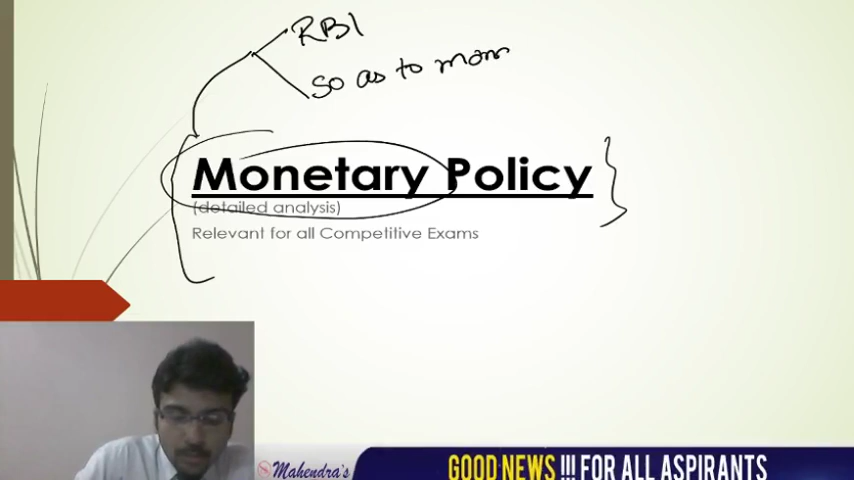 RBI
so as to
Monetary Policy
(detailed analysis)
Relevant for all Competitive Exams
Mahendra's
GOOD NEWS !!! FOR ALL ASPIRANTS